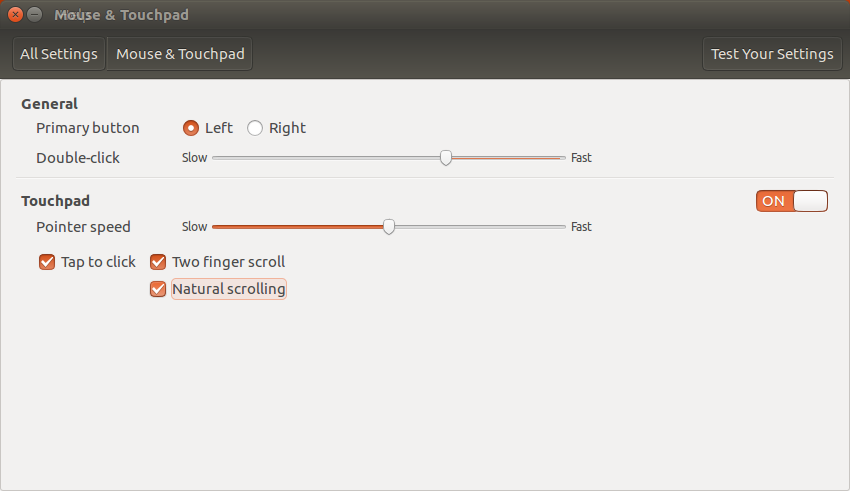 Mouse & Touchpad
All Settings Mouse & Touchpad Test Your Settings
General
Primary button Left Right
Double-click Slow Fast
Touchpad ON
Pointer speed Slow Fast
Tap to click Two finger scroll
Natural scrolling